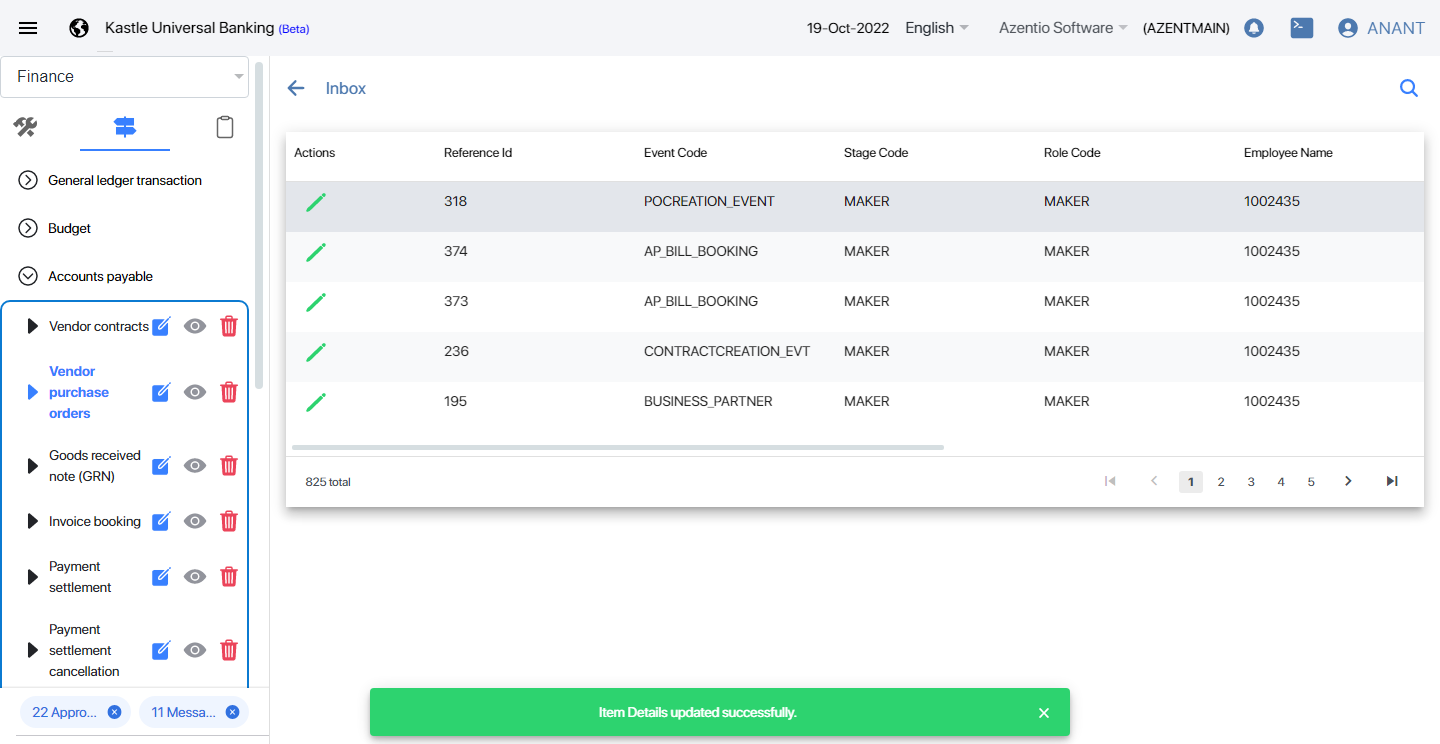 Kastle Universal Banking (Beta)
19-Oct-2022 English Azentio Software (AZENTMAIN) ANANT
Finance
General ledger transaction
Budget
Accounts payable
Vendor contracts
Vendor
purchase
orders
Goods received
note (GRN)
Invoice booking
Payment
settlement
Payment
settlement
cancellation
22 Appro...
11 Messa...
Inbox
Actions Reference Id Event Code Stage Code Role Code Employee Name
318 POCREATION_EVENT MAKER MAKER 1002435
374 AP_BILL_BOOKING MAKER MAKER 1002435
373 AP_BILL_BOOKING MAKER MAKER 1002435
236 CONTRACTCREATION_EVT MAKER MAKER 1002435
195 BUSINESS_PARTNER MAKER MAKER 1002435
825 total
1 2 3 4 5
Item Details updated successfully.